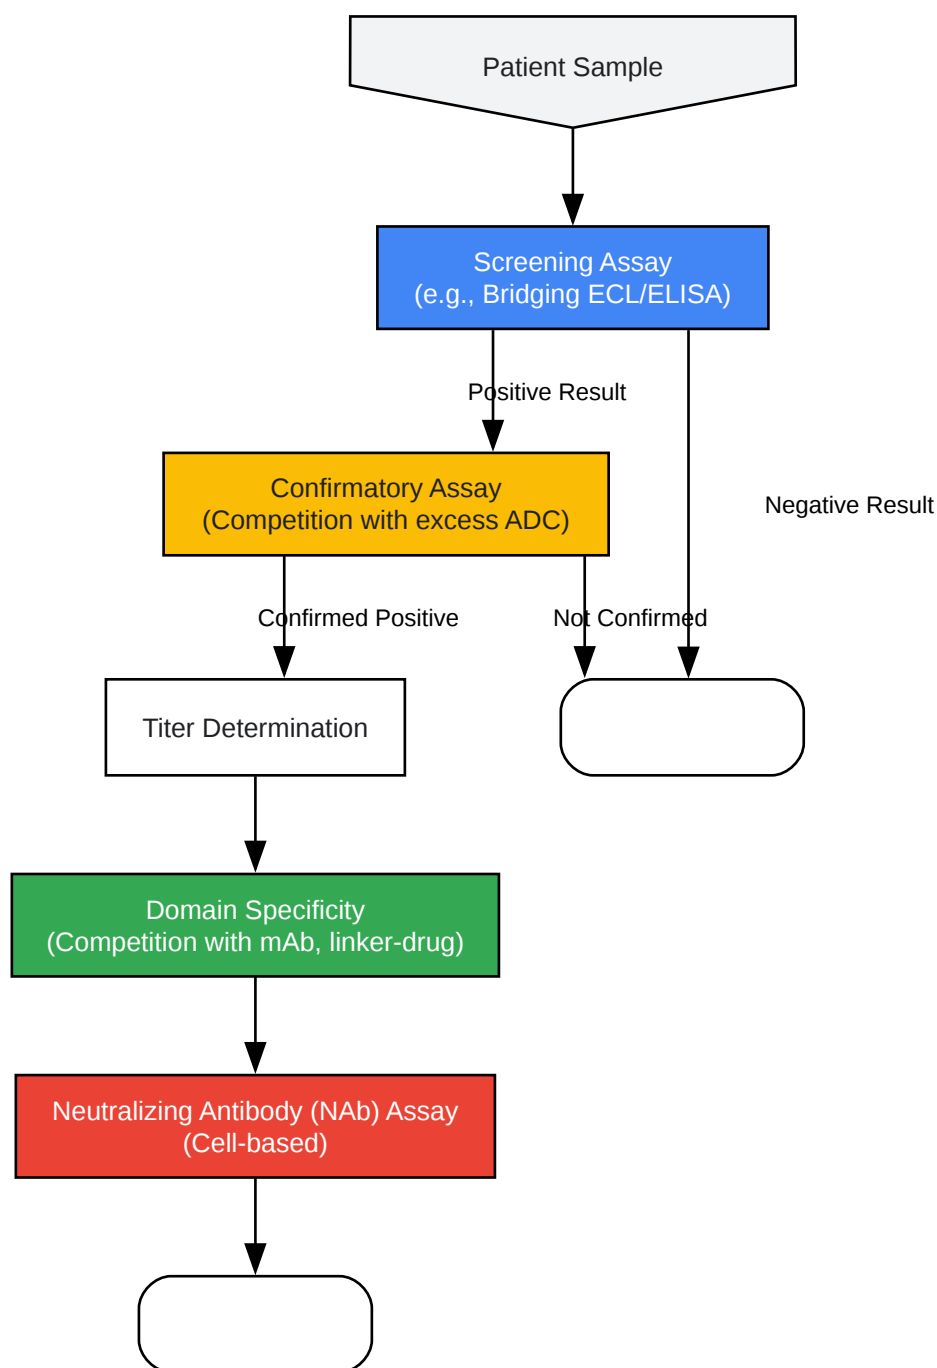 Patient Sample
Screening Assay
(e.g., Bridging ECL/ELISA)
Positive Result
Confirmatory Assay
(Competition with excess ADC)
Negative Result
Confirmed Positive
Not Confirmed
Titer Determination
Domain Specificity
(Competition with mAb, linker-drug)
Neutralizing Antibody (NAb) Assay
(Cell-based)